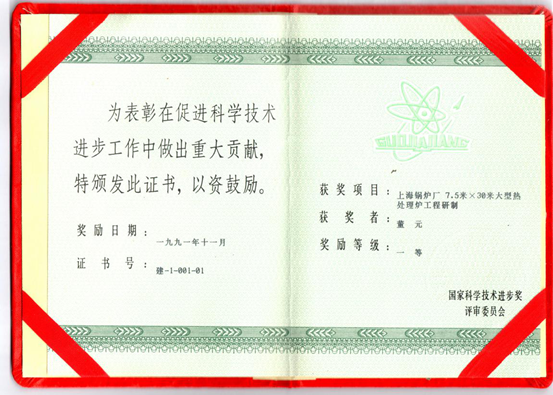 为表彰在促进科学技术
进步工作中做出重大贡献,
特颁发此证书,以资鼓励。
奖励日期:
一九九一年十一月
证书号:
建-1-001-01
获奖项目:
上海锅炉厂 7.5米×30米大型热
处理炉工程研制
获奖者:
董元
奖励等级:
一等
国家科学技术进步奖
评审委员会